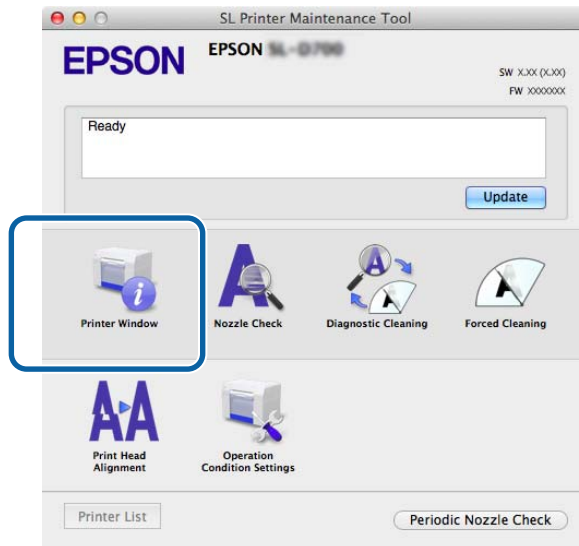 SL Printer Maintenance Tool
EPSON
EPSON
SW X.XX (X.XX)
FW XXXXXXX
Ready
Update
Printer Window
Nozzle Check
Diagnostic Cleaning
Forced Cleaning
Print Head
Alignment
Operation
Condition Settings
Printer List
Periodic Nozzle Check